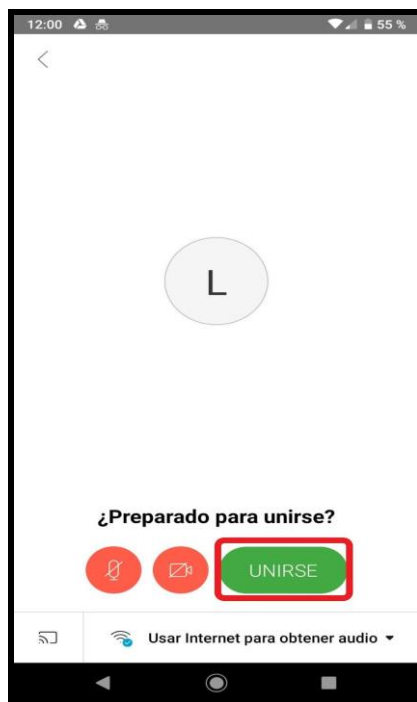 12:00 55 %
L
¿Preparado para unirse?
UNIRSE
Usar Internet para obtener audio